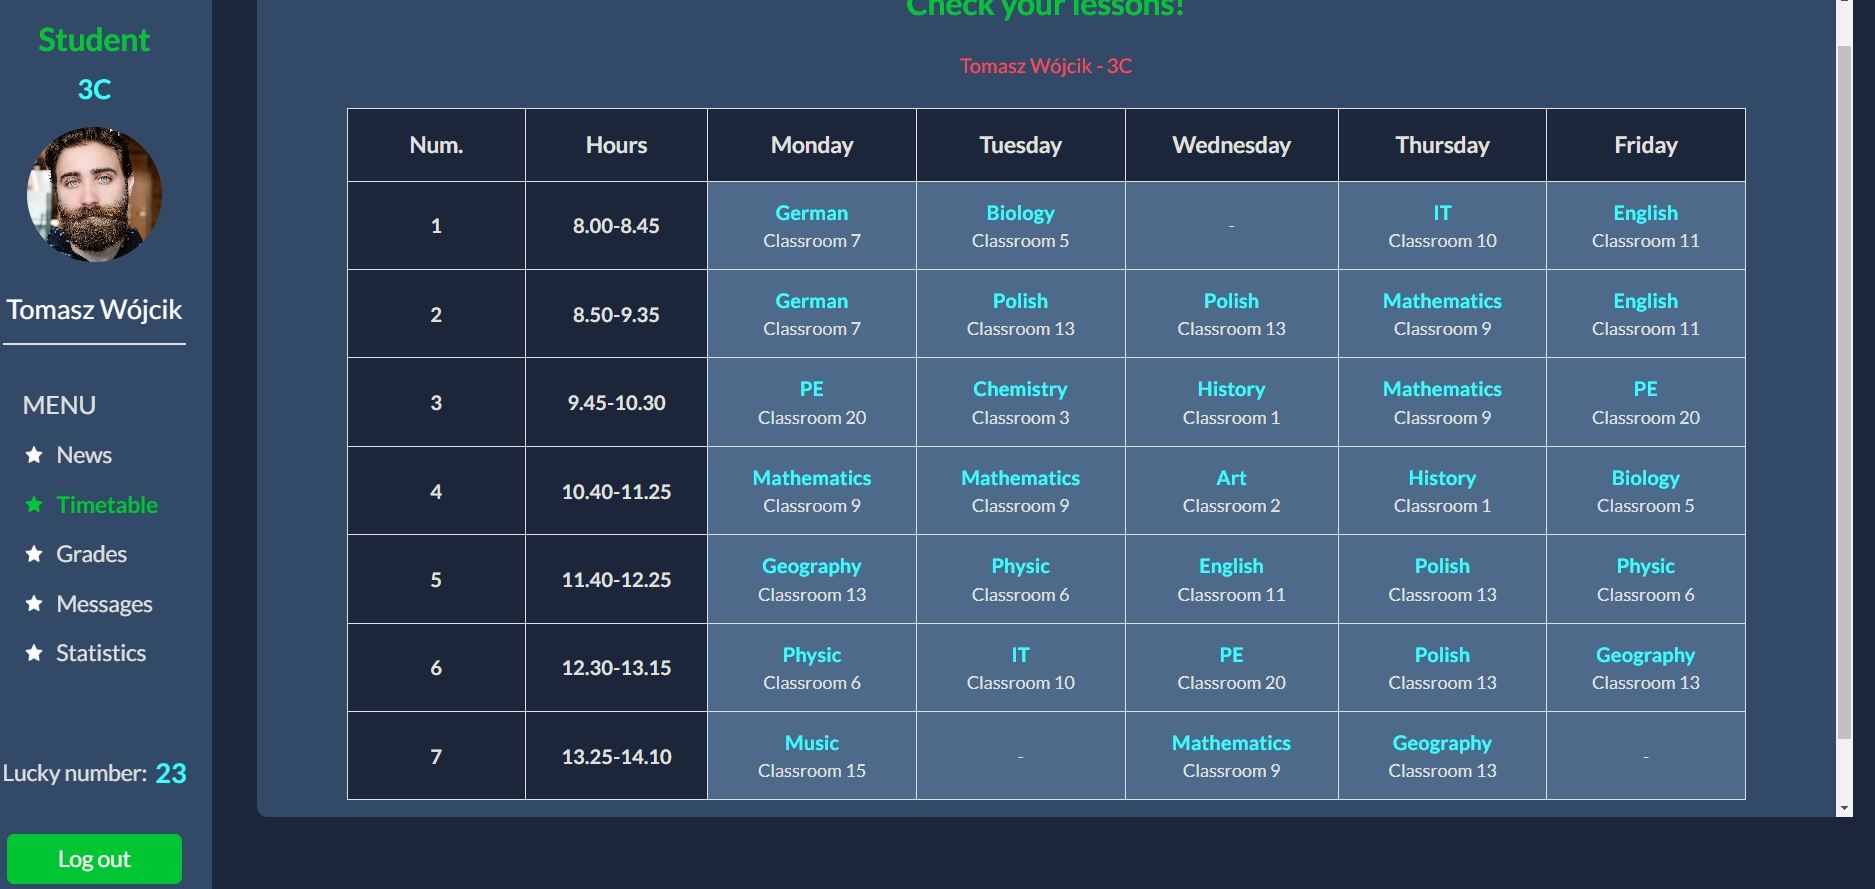 Student
3C
Tomasz Wójcik
MENU
News
Timetable
Grades
Messages
Statistics
Lucky number: 23
Log out
Check your lessons!
Tomasz Wójcik - 3C
Num. Hours Monday Tuesday Wednesday Thursday Friday
1 8.00-8.45 German Biology - IT English
Classroom 7 Classroom 5 Classroom 10 Classroom 11
2 8.50-9.35 German Polish Polish Mathematics English
Classroom 7 Classroom 13 Classroom 13 Classroom 9 Classroom 11
3 9.45-10.30 PE Chemistry History Mathematics PE
Classroom 20 Classroom 3 Classroom 1 Classroom 9 Classroom 20
4 10.40-11.25 Mathematics Mathematics Art History Biology
Classroom 9 Classroom 9 Classroom 2 Classroom 1 Classroom 5
5 11.40-12.25 Geography Physic English Polish Physic
Classroom 13 Classroom 6 Classroom 11 Classroom 13 Classroom 6
6 12.30-13.15 Physic IT PE Polish Geography
Classroom 6 Classroom 10 Classroom 20 Classroom 13 Classroom 13
7 13.25-14.10 Music - Mathematics Geography -
Classroom 15 Classroom 9 Classroom 13